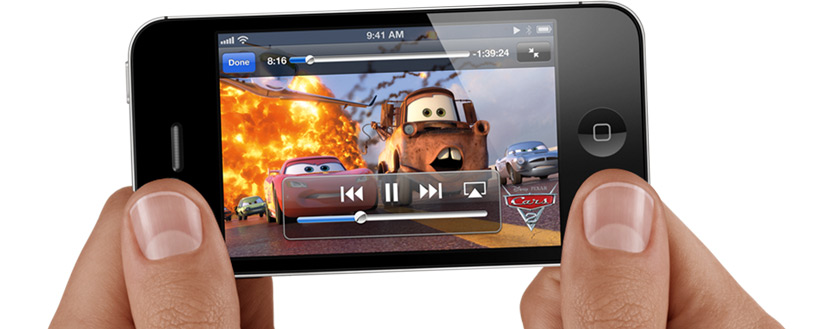 9:41 AM
Done 8:16 -1:39:24
DISNEY · PIXAR
Cars
2